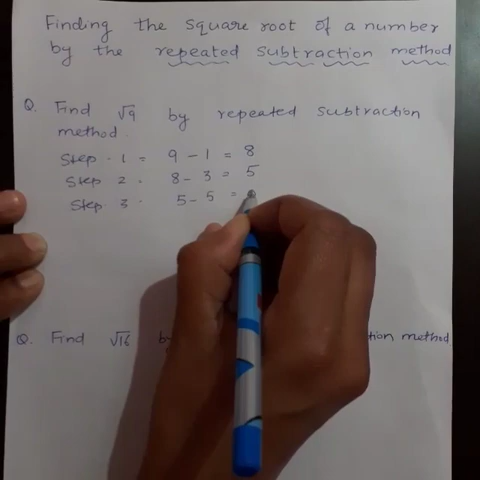 Finding the square root of a number
by the repeated subtraction method
Q. Find √9 by repeated subtraction
method.
Step - 1 = 9 - 1 = 8
Step 2. 8 - 3 = 5
Step 3. 5 - 5 =
Q. Find √16 tion method